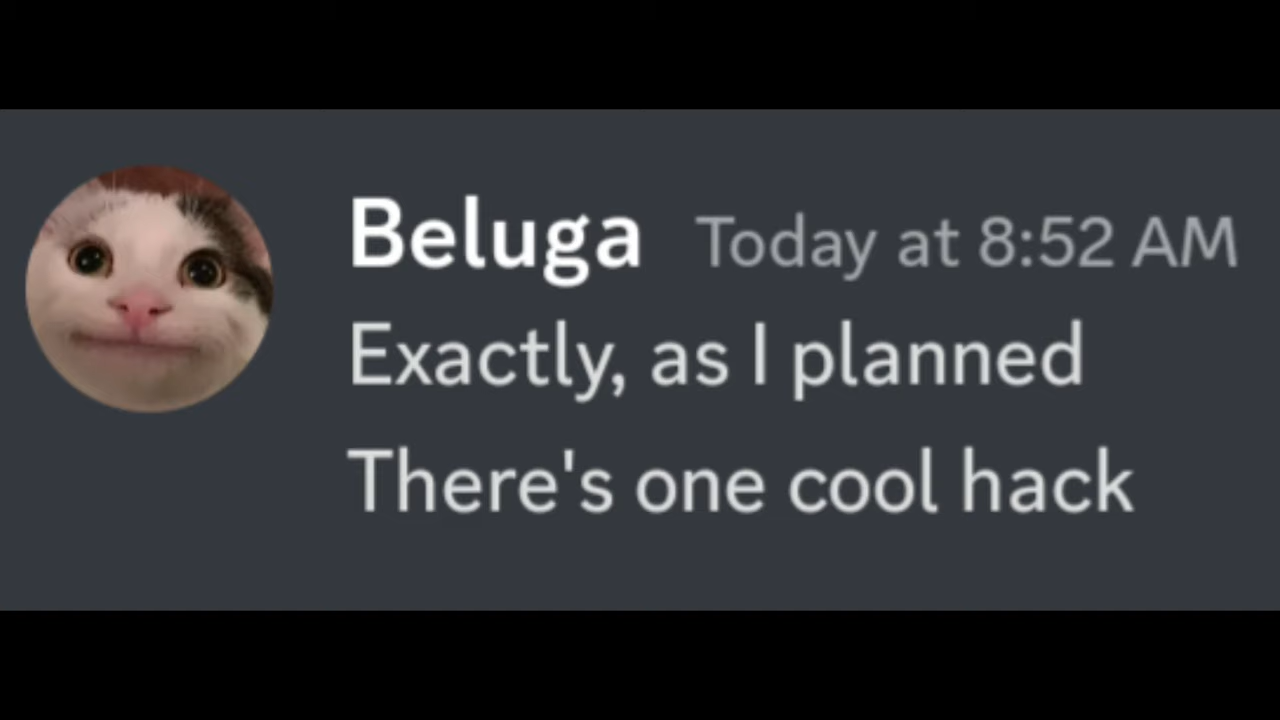 Beluga Today at 8:52 AM
Exactly, as I planned
There's one cool hack